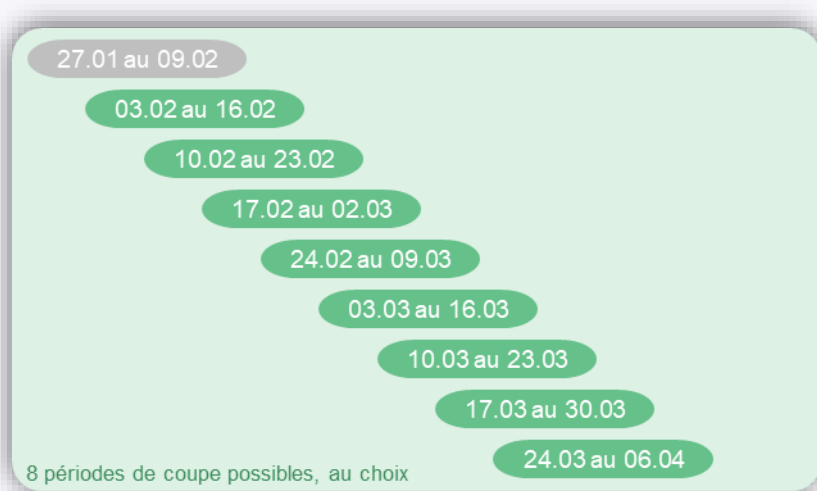 27.01 au 09.02
03.02 au 16.02
10.02 au 23.02
17.02 au 02.03
24.02 au 09.03
03.03 au 16.03
10.03 au 23.03
17.03 au 30.03
24.03 au 06.04
8 périodes de coupe possibles, au choix